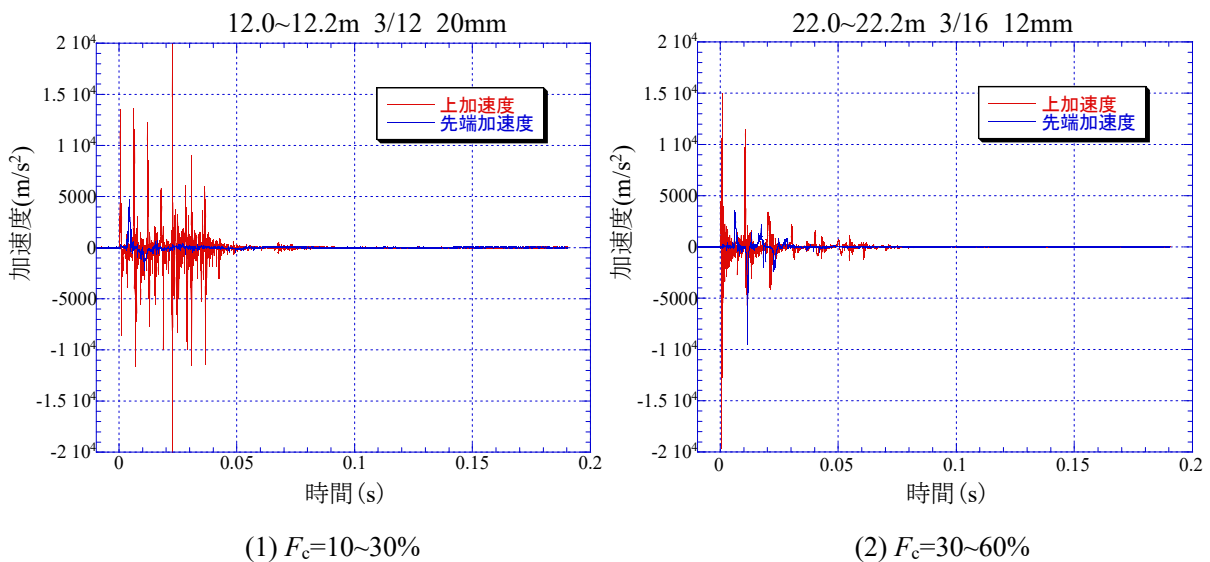 12.0~12.2m 3/12 20mm
2 10⁴
1.5 10⁴
1 10⁴
5000
0
-5000
-1 10⁴
-1.5 10⁴
-2 10⁴
加速度(m/s²)
上加速度
先端加速度
0 0.05 0.1 0.15 0.2
時間(s)
(1) Fc=10~30%
22.0~22.2m 3/16 12mm
2 10⁴
1.5 10⁴
1 10⁴
5000
0
-5000
-1 10⁴
-1.5 10⁴
-2 10⁴
加速度(m/s²)
上加速度
先端加速度
0 0.05 0.1 0.15 0.2
時間(s)
(2) Fc=30~60%